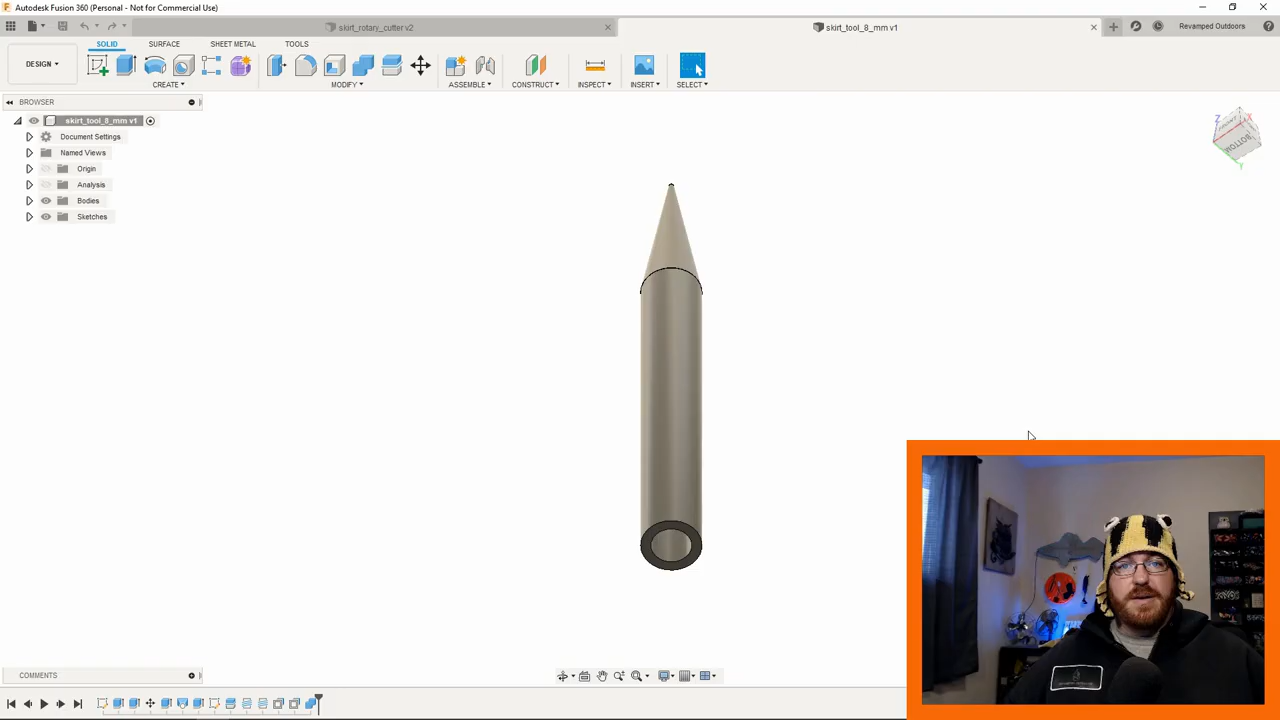 Autodesk Fusion 360 (Personal - Not for Commercial Use)
skirt_rotary_cutter v2
skirt_tool_8_mm v1
Revamped Outdoors
SOLID
SURFACE
SHEET METAL
TOOLS
DESIGN
CREATE
MODIFY
ASSEMBLE
CONSTRUCT
INSPECT
INSERT
SELECT
BROWSER
skirt_tool_8_mm v1
Document Settings
Named Views
Origin
Analysis
Bodies
Sketches
Z
X
BOTTOM
Y
COMMENTS